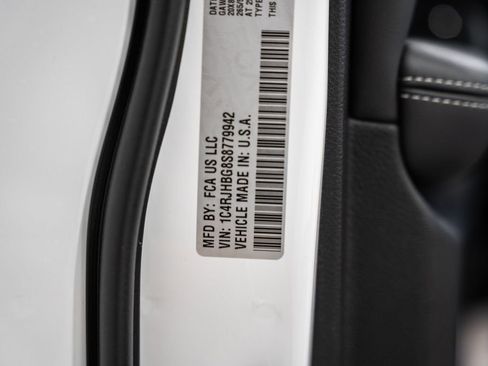 MFD BY: FCA US LLC
VIN: 1C4RJHBG8S8779942
VEHICLE MADE IN: U.S.A.